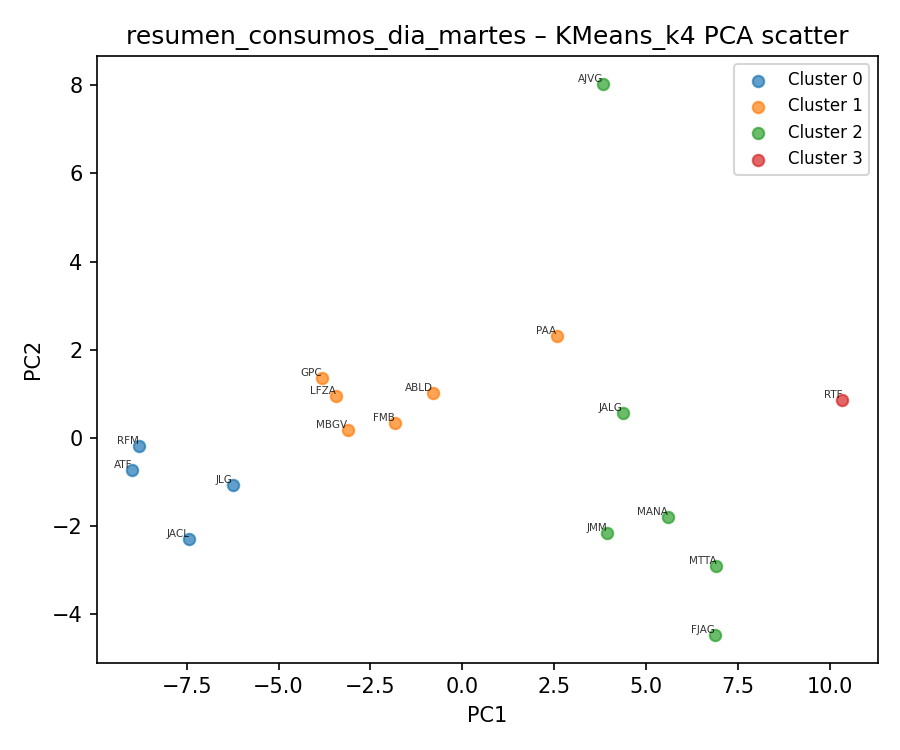 resumen_consumos_dia_martes – KMeans_k4 PCA scatter
Cluster 0
Cluster 1
Cluster 2
Cluster 3
PC2
8
6
4
2
0
−2
−4
AJVG
PAA
GPC
LFZA
ABLD
RTF
JALG
FMB
MBGV
RFM
ATF
JLG
MANA
JMM
JACL
MTTA
FJAG
−7.5
−5.0
−2.5
0.0
2.5
5.0
7.5
10.0
PC1